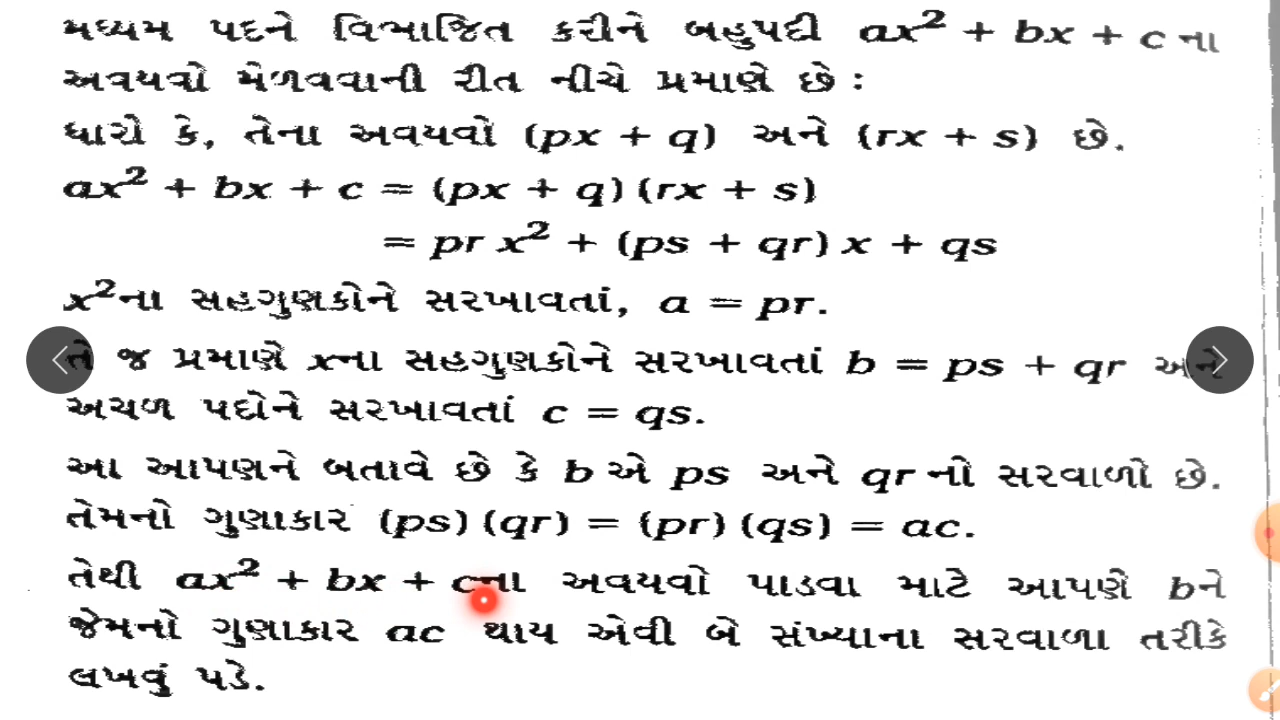 મધ્યમ પદને વિભાજિત કરીને બહુપદી ax² + bx + c ના
અવયવો મેળવવાની રીત નીચે પ્રમાણે છે :
ધારો કે, તેના અવયવો (px + q) અને (rx + s) છે.
ax² + bx + c = (px + q) (rx + s)
= pr x² + (ps + qr) x + qs
x²ના સહગુણકોને સરખાવતાં, a = pr.
તે જ પ્રમાણે xના સહગુણકોને સરખાવતાં b = ps + qr અને
અચળ પદોને સરખાવતાં c = qs.
આ આપણને બતાવે છે કે b એ ps અને qr નો સરવાળો છે.
તેમનો ગુણાકાર (ps) (qr) = (pr) (qs) = ac.
તેથી ax² + bx + cના અવયવો પાડવા માટે આપણે bને
જેમનો ગુણાકાર ac થાય એવી બે સંખ્યાના સરવાળા તરીકે
લખવું પડે.